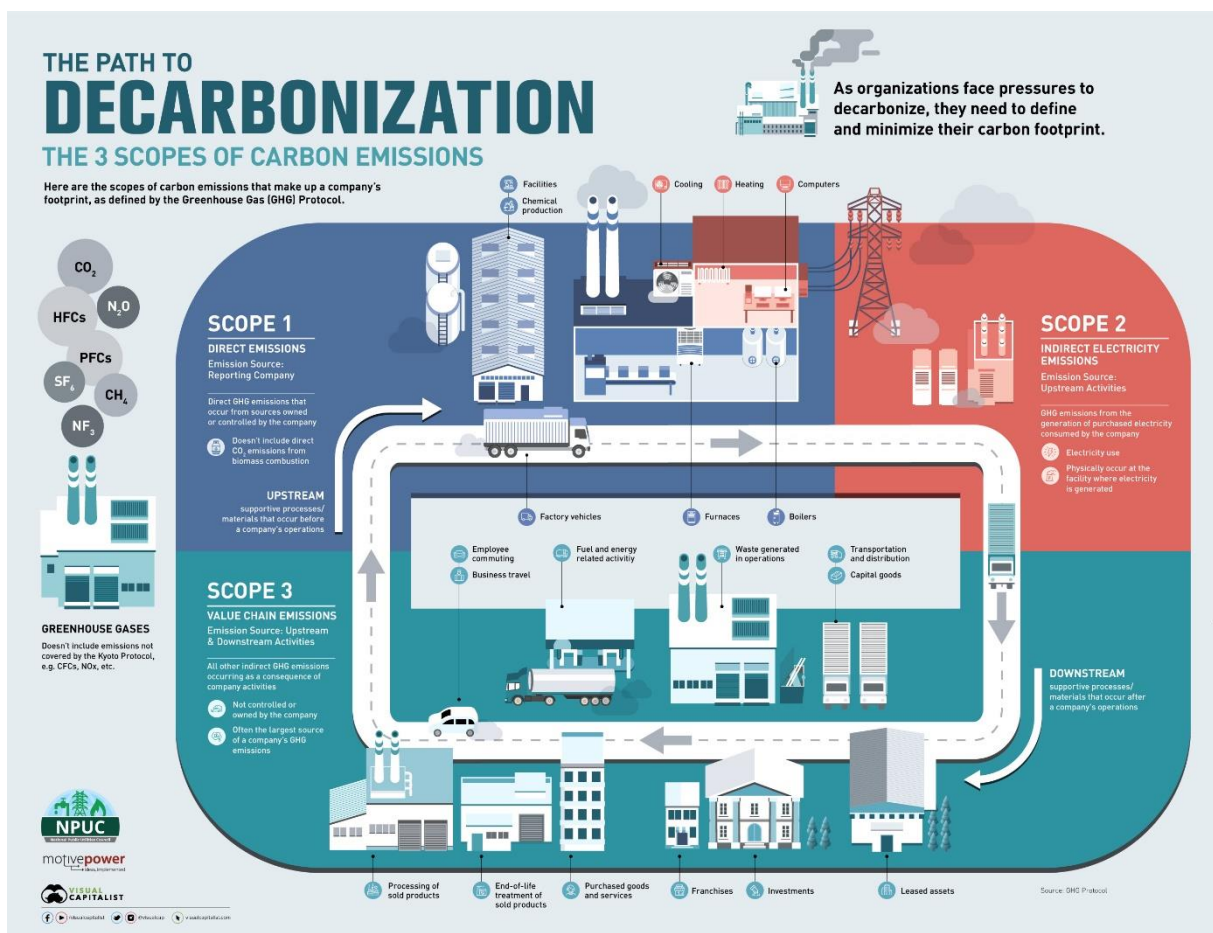 THE PATH TO
DECARBONIZATION
THE 3 SCOPES OF CARBON EMISSIONS
Here are the scopes of carbon emissions that make up a company's
footprint, as defined by the Greenhouse Gas (GHG) Protocol.
As organizations face pressures to
decarbonize, they need to define
and minimize their carbon footprint.
Facilities
Chemical
production
Cooling
Heating
Computers
CO₂
HFCs
N₂O
PFCs
SF₆
CH₄
NF₃
GREENHOUSE GASES
Doesn't include emissions not
covered by the Kyoto Protocol,
e.g. CFCs, NOx, etc.
SCOPE 1
DIRECT EMISSIONS
Emission Source:
Reporting Company
Direct GHG emissions that
occur from sources owned
or controlled by the company
Doesn't include direct
CO₂ emissions from
biomass combustion
UPSTREAM
supportive processes/
materials that occur before
a company's operations
SCOPE 2
INDIRECT ELECTRICITY
EMISSIONS
Emission Source:
Upstream Activities
GHG emissions from the
generation of purchased electricity
consumed by the company
Electricity use
Physically occur at the
facility where electricity
is generated
Factory vehicles
Furnaces
Boilers
Employee
commuting
Business travel
Fuel and energy
related activitiy
Waste generated
in operations
Transportation
and distribution
Capital goods
SCOPE 3
VALUE CHAIN EMISSIONS
Emission Source: Upstream
& Downstream Activities
All other indirect GHG emissions
occurring as a consequence of
company activities
Not controlled or
owned by the company
Often the largest source
of a company's GHG
emissions
DOWNSTREAM
supportive processes/
materials that occur after
a company's operations
Processing of
sold products
End-of-life
treatment of
sold products
Purchased goods
and services
Franchises
Investments
Leased assets
Source: GHG Protocol
NPUC
National Public Utilities Council
motivepower
ideas, implemented
VISUAL
CAPITALIST
/visualcapitalist
@visualcap
visualcapitalist.com